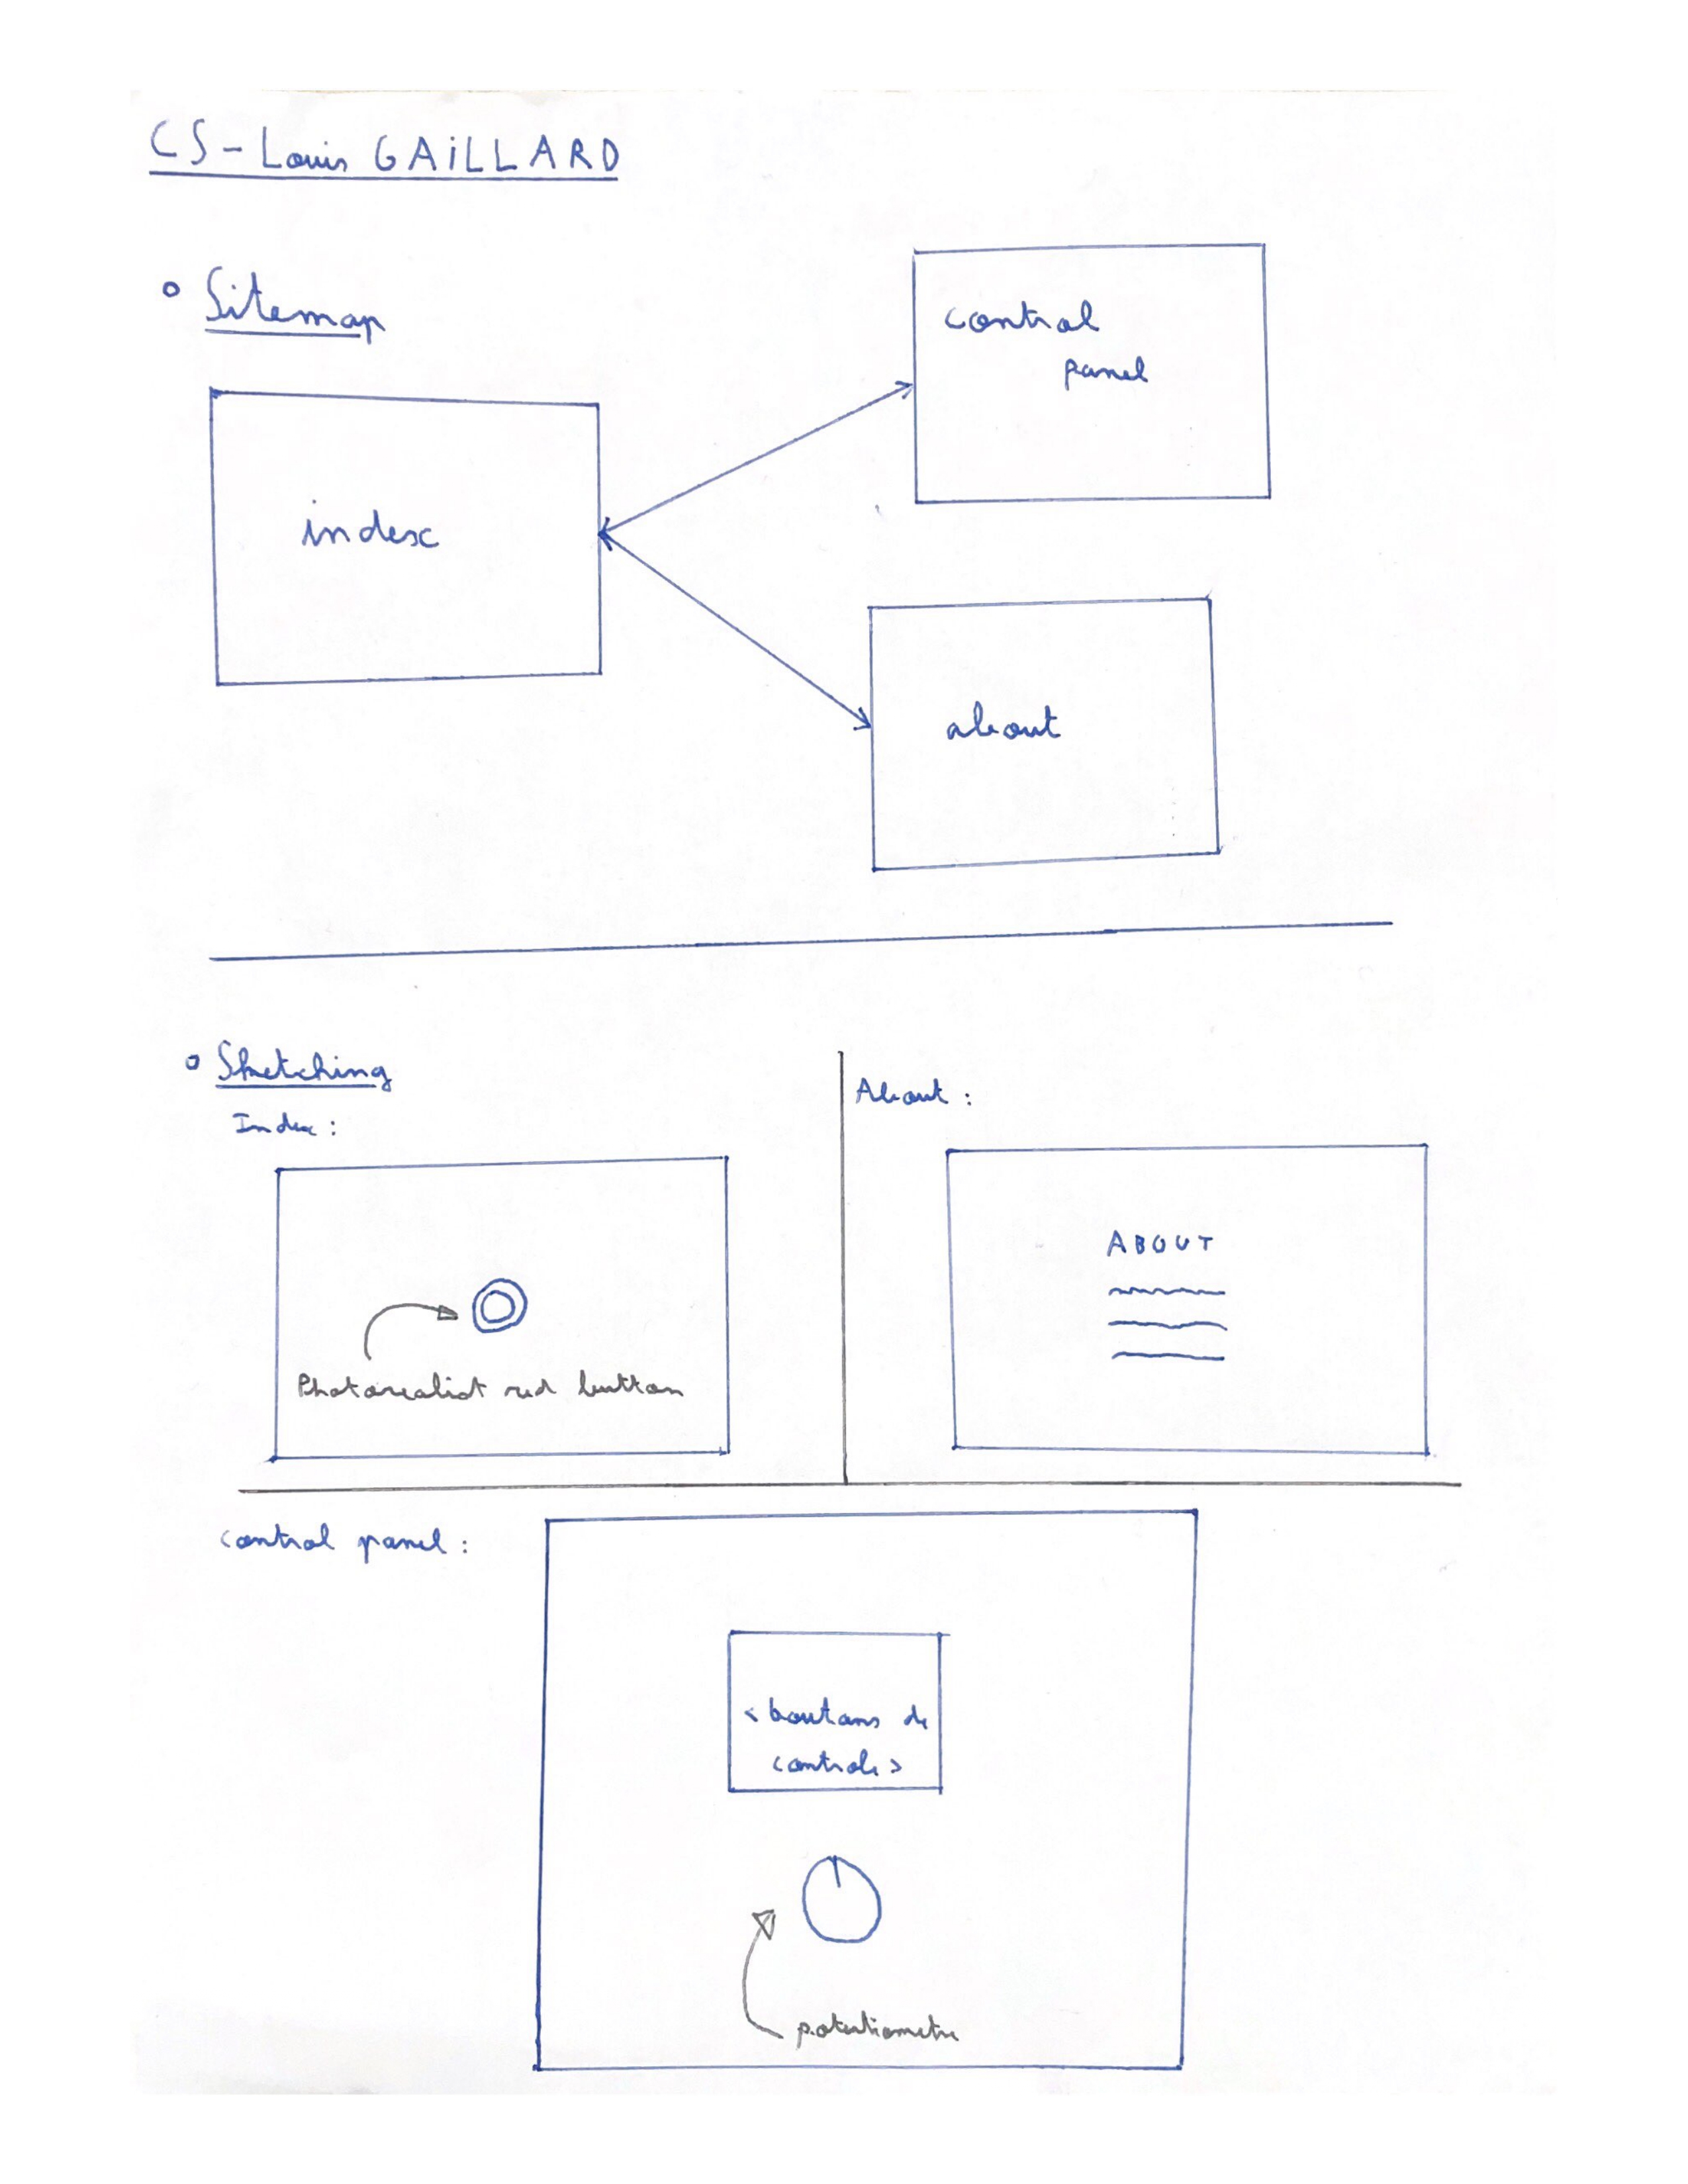 CS - Louis GAiLLARD
Sitemap
control
panel
index
about
Sketching
Index :
About :
ABOUT
Photorealist red button
control panel :
< boutons de
controle >
potentiometre